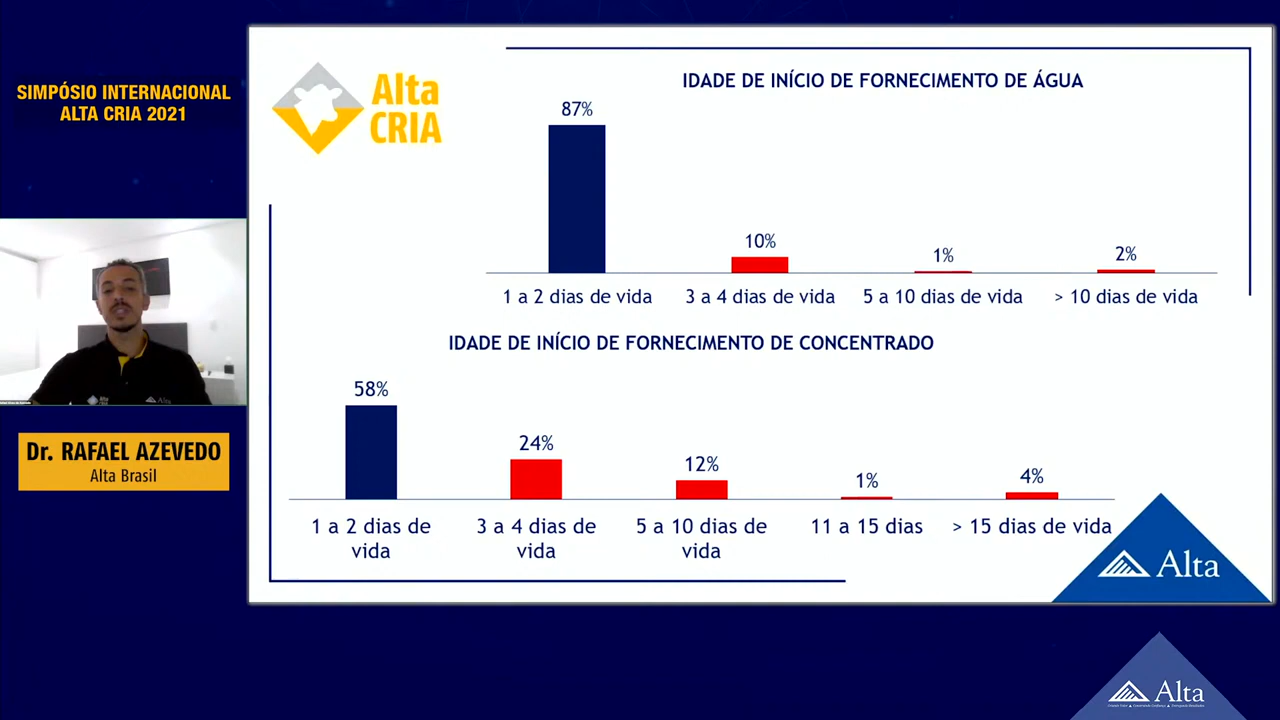 SIMPÓSIO INTERNACIONAL
ALTA CRIA 2021
Dr. RAFAEL AZEVEDO
Alta Brasil
Alta
CRIA
IDADE DE INÍCIO DE FORNECIMENTO DE ÁGUA
87%
10%
1%
2%
1 a 2 dias de vida
3 a 4 dias de vida
5 a 10 dias de vida
> 10 dias de vida
IDADE DE INÍCIO DE FORNECIMENTO DE CONCENTRADO
58%
24%
12%
1%
4%
1 a 2 dias de
vida
3 a 4 dias de
vida
5 a 10 dias de
vida
11 a 15 dias
> 15 dias de vida
Alta
Alta